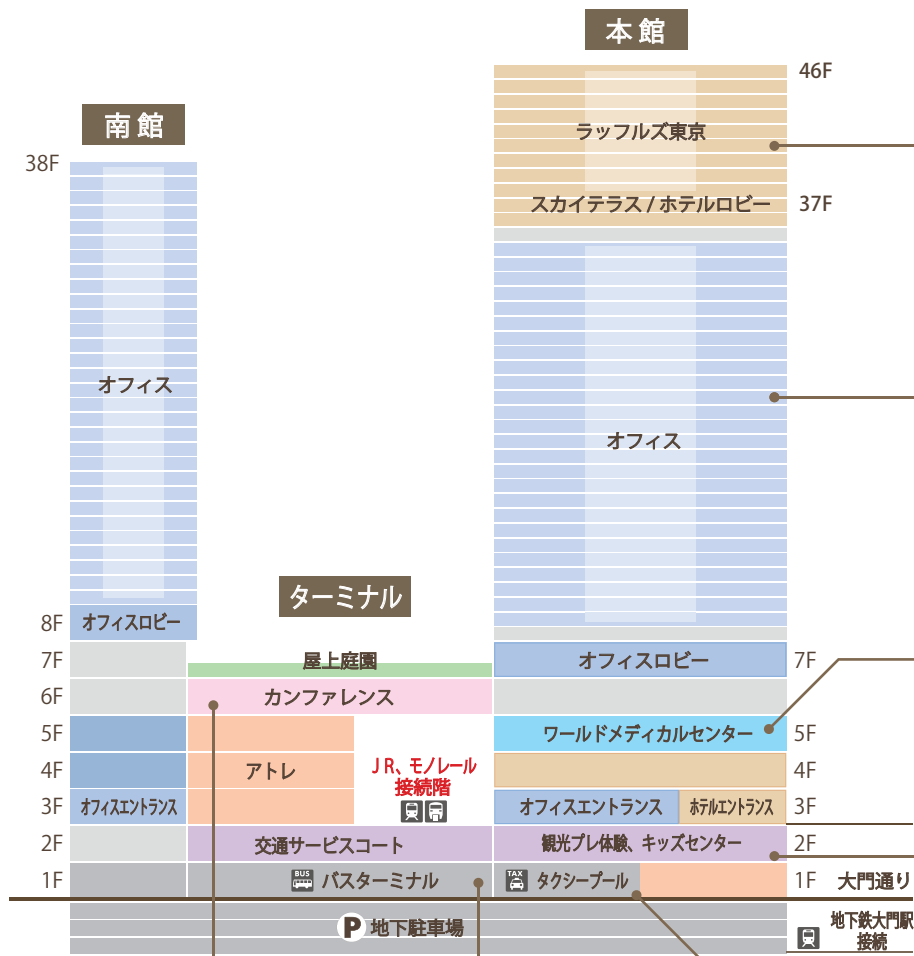 本館
46F
南館
ラッフルズ東京
38F
スカイテラス / ホテルロビー
37F
オフィス
オフィス
ターミナル
8F
オフィスロビー
7F
屋上庭園
オフィスロビー
7F
6F
カンファレンス
5F
ワールドメディカルセンター
5F
4F
アトレ
JR、モノレール
接続階
4F
3F
オフィスエントランス
オフィスエントランス
ホテルエントランス
3F
2F
交通サービスコート
観光プレ体験、キッズセンター
2F
1F
BUS
バスターミナル
TAX
タクシープール
1F
大門通り
P 地下駐車場
地下鉄大門駅
接続